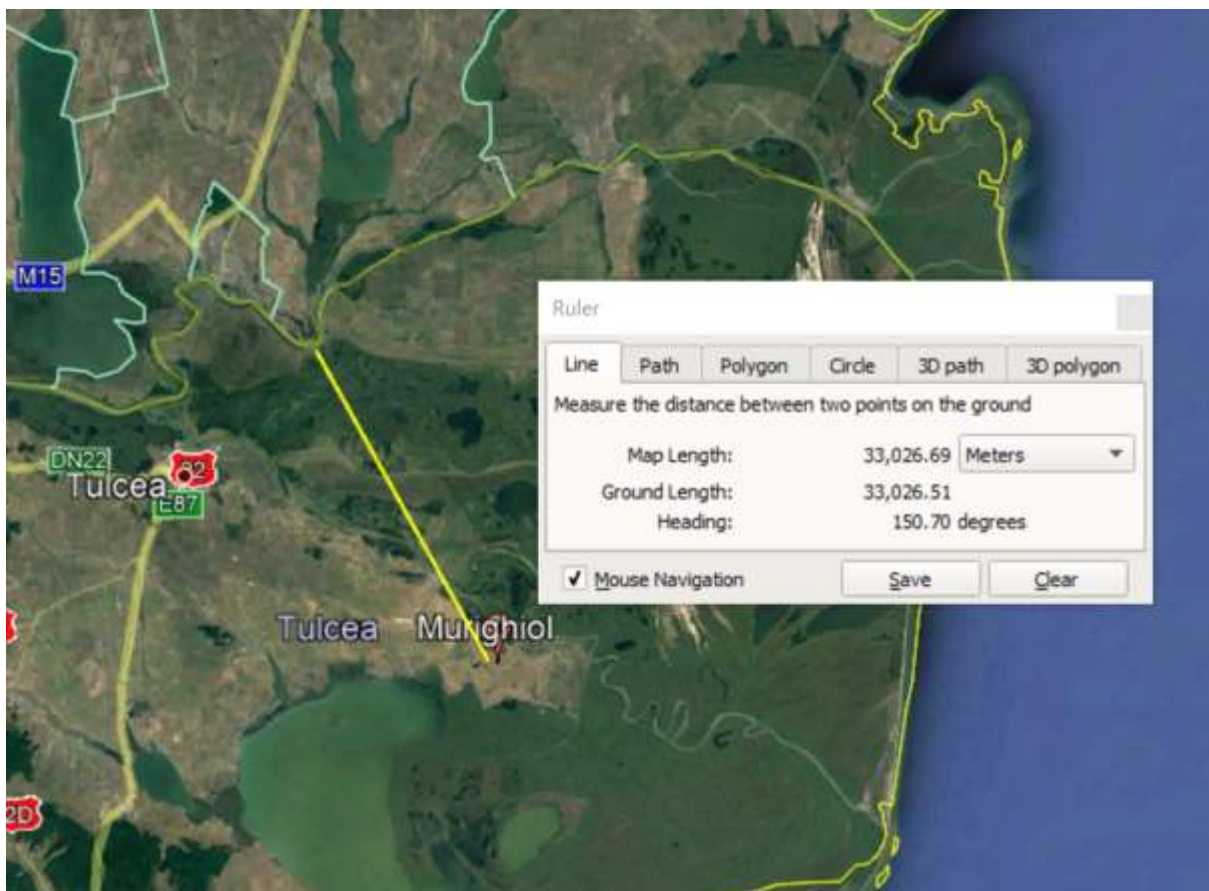 M15
DN22
82
Tulcea
E87
Tulcea Murighiol
2D
Ruler
Line Path Polygon Circle 3D path 3D polygon
Measure the distance between two points on the ground
Map Length: 33,026.69 Meters
Ground Length: 33,026.51
Heading: 150.70 degrees
Mouse Navigation Save Clear